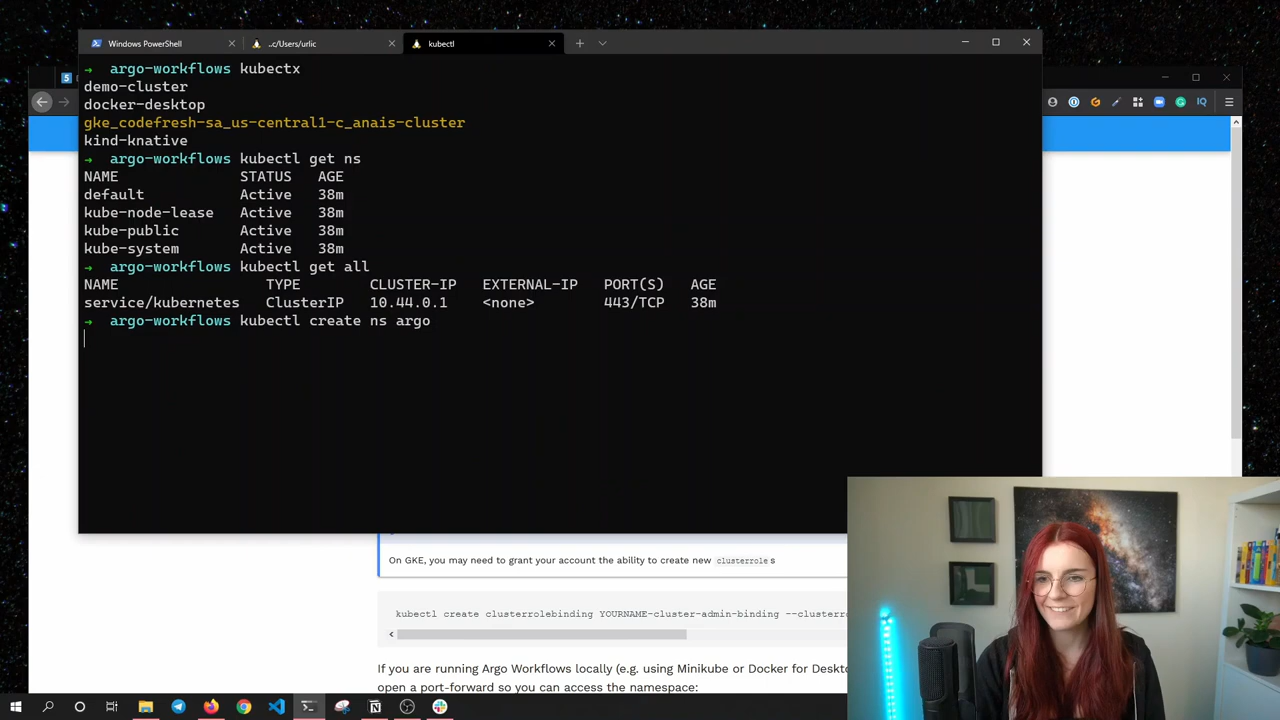 Windows PowerShell
..c/Users/urlic
kubectl
→ argo-workflows kubectx
demo-cluster
docker-desktop
gke_codefresh-sa_us-central1-c_anais-cluster
kind-knative
→ argo-workflows kubectl get ns
NAME STATUS AGE
default Active 38m
kube-node-lease Active 38m
kube-public Active 38m
kube-system Active 38m
→ argo-workflows kubectl get all
NAME TYPE CLUSTER-IP EXTERNAL-IP PORT(S) AGE
service/kubernetes ClusterIP 10.44.0.1 <none> 443/TCP 38m
→ argo-workflows kubectl create ns argo
On GKE, you may need to grant your account the ability to create new clusterroles
kubectl create clusterrolebinding YOURNAME-cluster-admin-binding --clusterro
If you are running Argo Workflows locally (e.g. using Minikube or Docker for Deskto
open a port-forward so you can access the namespace: